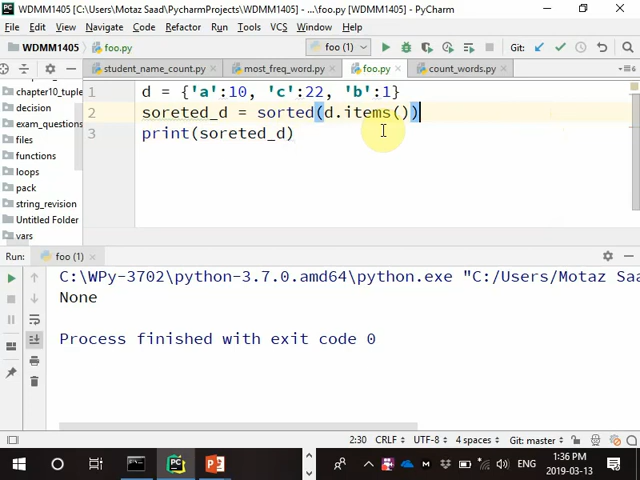 WDMM1405 [C:\Users\Motaz Saad\PycharmProjects\WDMM1405] - ...\foo.py [WDMM1405] - PyCharm
File Edit View Navigate Code Refactor Run Tools VCS Window Help
WDMM1405 foo.py foo (1) Git:
student_name_count.py most_freq_word.py foo.py count_words.py
chapter10_tuple
decision
exam_questions
files
functions
loops
pack
string_revision
Untitled Folder
vars
1 d = {'a':10, 'c':22, 'b':1}
2 soreted_d = sorted(d.items())
3 print(soreted_d)
Run: foo (1)
C:\WPy-3702\python-3.7.0.amd64\python.exe "C:/Users/Motaz Saa
None
Process finished with exit code 0
2:30 CRLF UTF-8 4 spaces Git: master
ENG 1:36 PM
2019-03-13